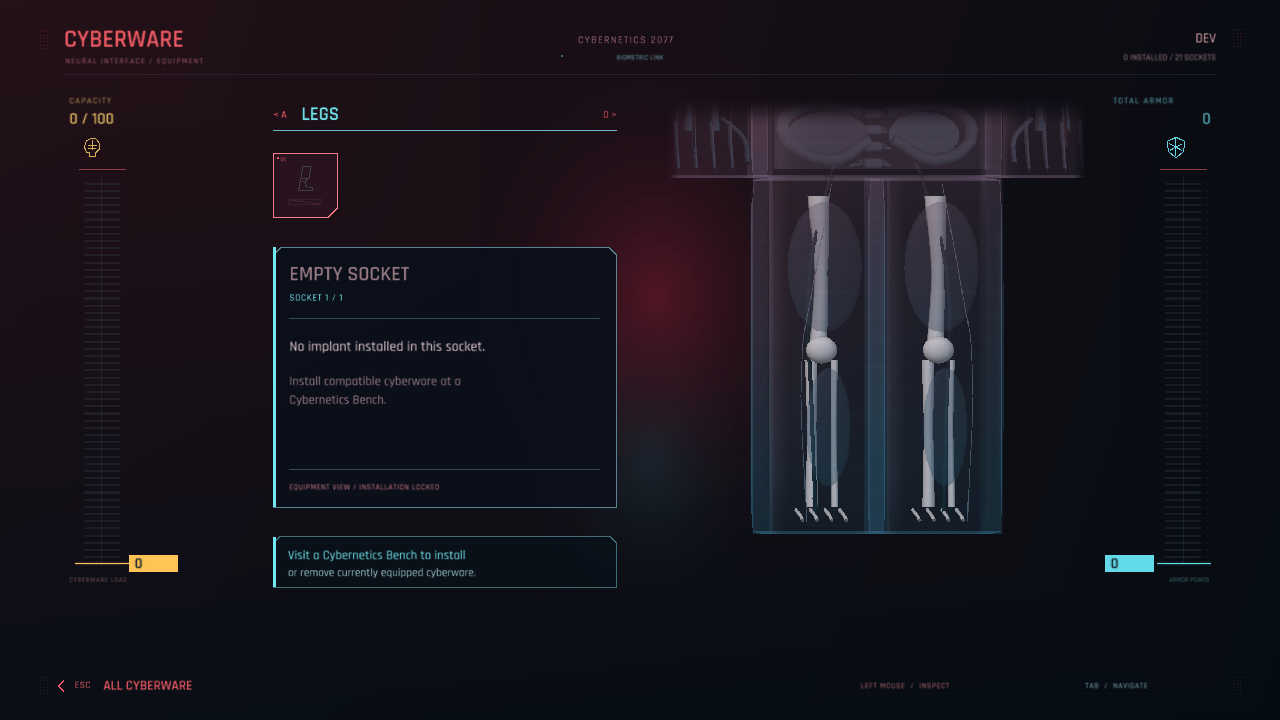 CYBERWARE
NEURAL INTERFACE / EQUIPMENT
CYBERNETICS 2077
BIOMETRIC LINK
DEV
0 INSTALLED / 21 SOCKETS
CAPACITY
0 / 100
TOTAL ARMOR
0
< A
LEGS
D >
01
EMPTY SOCKET
SOCKET 1 / 1
No implant installed in this socket.
Install compatible cyberware at a
Cybernetics Bench.
EQUIPMENT VIEW / INSTALLATION LOCKED
Visit a Cybernetics Bench to install
or remove currently equipped cyberware.
0
CYBERWARE LOAD
0
ARMOR POINTS
ESC
ALL CYBERWARE
LEFT MOUSE / INSPECT
TAB / NAVIGATE